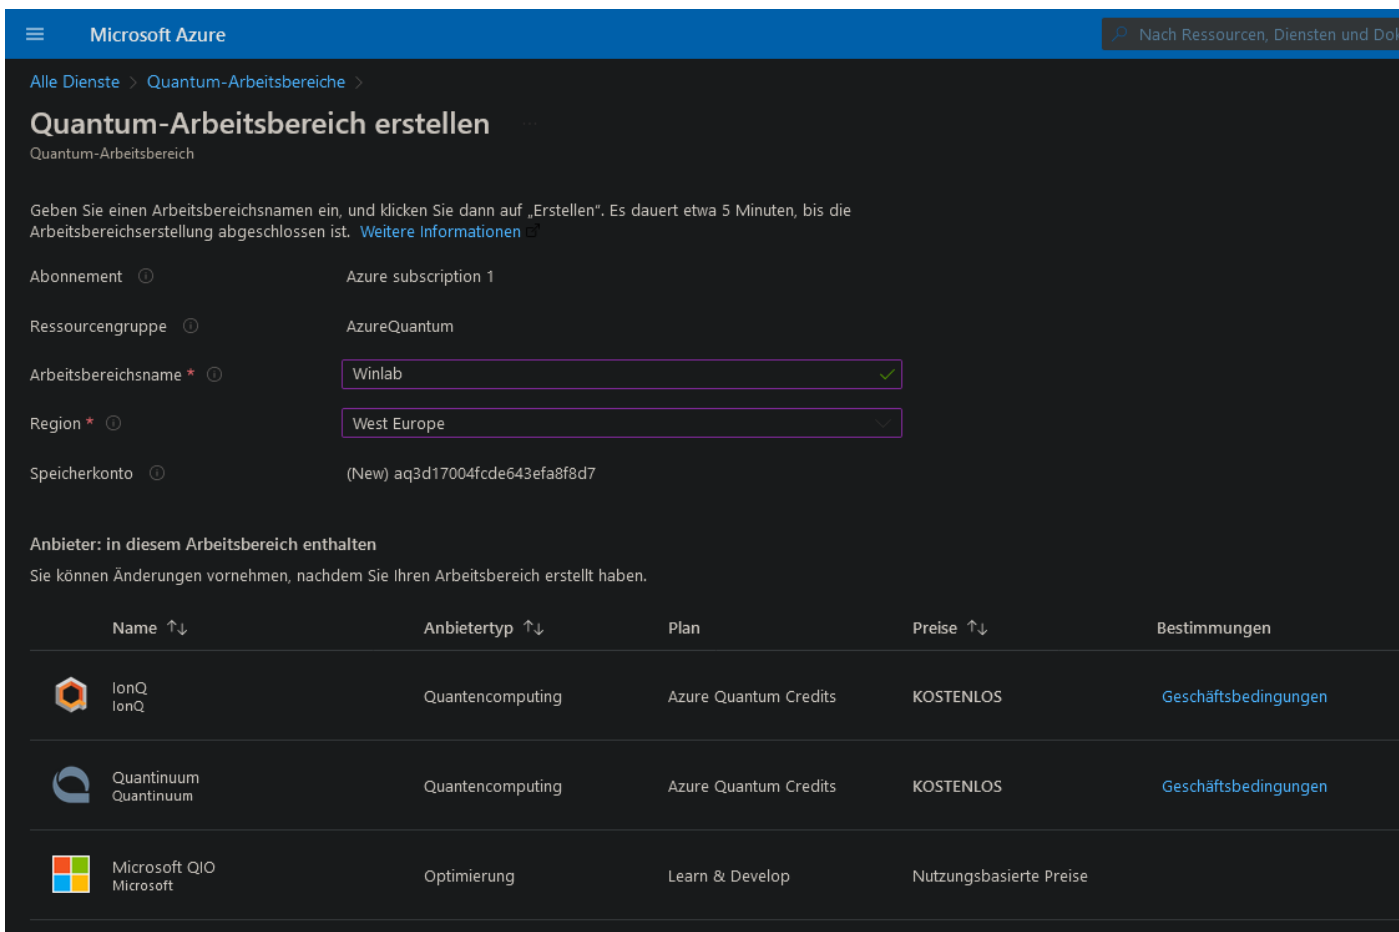 Microsoft Azure
Nach Ressourcen, Diensten und Dok
Alle Dienste > Quantum-Arbeitsbereiche >
Quantum-Arbeitsbereich erstellen ...
Quantum-Arbeitsbereich
Geben Sie einen Arbeitsbereichsnamen ein, und klicken Sie dann auf „Erstellen“. Es dauert etwa 5 Minuten, bis die
Arbeitsbereichserstellung abgeschlossen ist. Weitere Informationen
Abonnement Azure subscription 1
Ressourcengruppe AzureQuantum
Arbeitsbereichsname * Winlab
Region * West Europe
Speicherkonto (New) aq3d17004fcde643efa8f8d7
Anbieter: in diesem Arbeitsbereich enthalten
Sie können Änderungen vornehmen, nachdem Sie Ihren Arbeitsbereich erstellt haben.
Name ↑↓ Anbietertyp ↑↓ Plan Preise ↑↓ Bestimmungen
IonQ
IonQ
Quantencomputing Azure Quantum Credits KOSTENLOS Geschäftsbedingungen
Quantinuum
Quantinuum
Quantencomputing Azure Quantum Credits KOSTENLOS Geschäftsbedingungen
Microsoft QIO
Microsoft
Optimierung Learn & Develop Nutzungsbasierte Preise